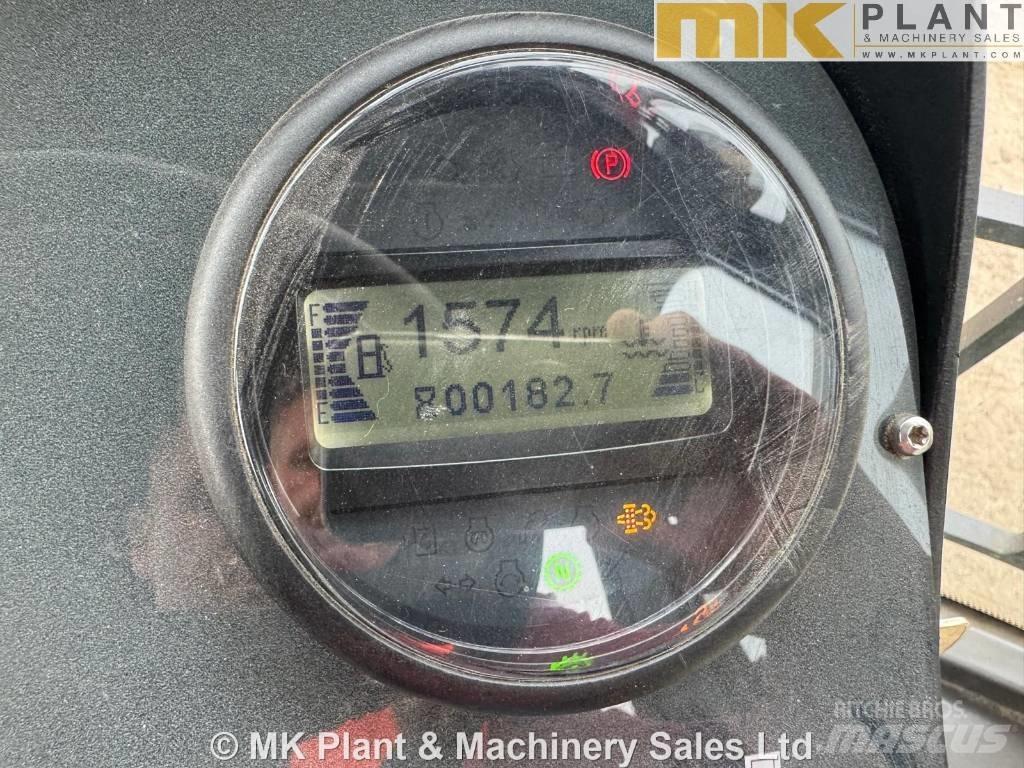 MK PLANT
& MACHINERY SALES
WWW.MKPLANT.COM
P
F
1574 rpm
E
00182.7
C
N
RITCHIE BROS.
MASCUS
© MK Plant & Machinery Sales Ltd